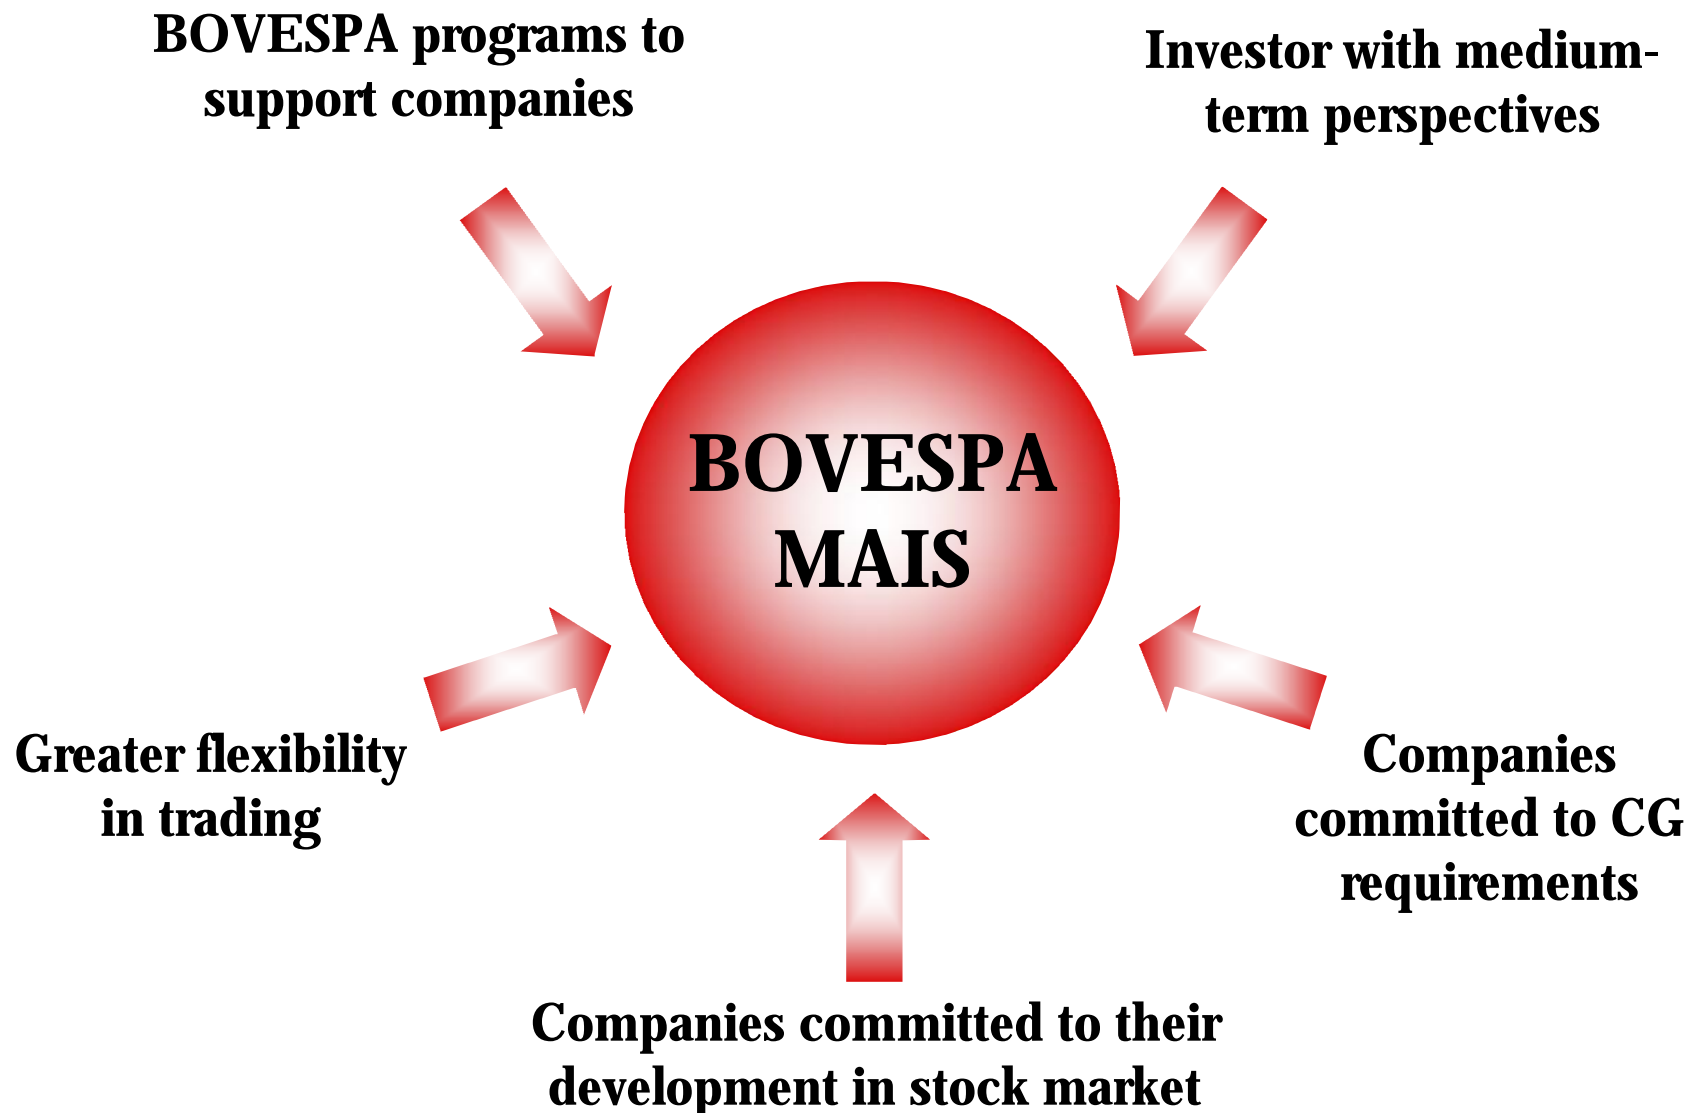 BOVESPA programs to
support companies
Investor with medium-
term perspectives
BOVESPA
MAIS
Greater flexibility
in trading
Companies
committed to CG
requirements
Companies committed to their
development in stock market